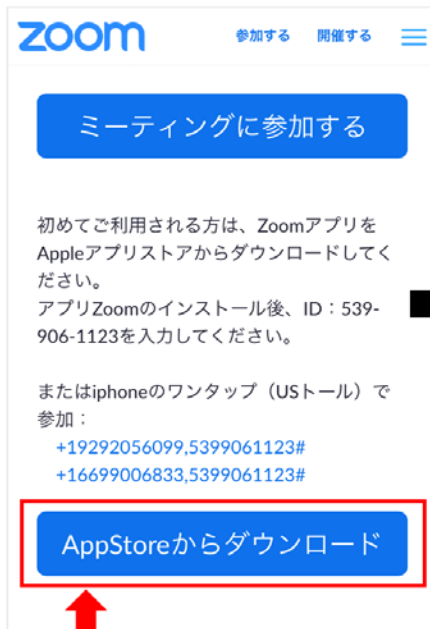 zoom 参加する 開催する
ミーティングに参加する
初めてご利用される方は、Zoomアプリを
Appleアプリストアからダウンロードしてく
ださい。
アプリZoomのインストール後、ID：539-
906-1123を入力してください。
またはiphoneのワンタップ（USトール）で
参加：
+19292056099,5399061123#
+16699006833,5399061123#
AppStoreからダウンロード